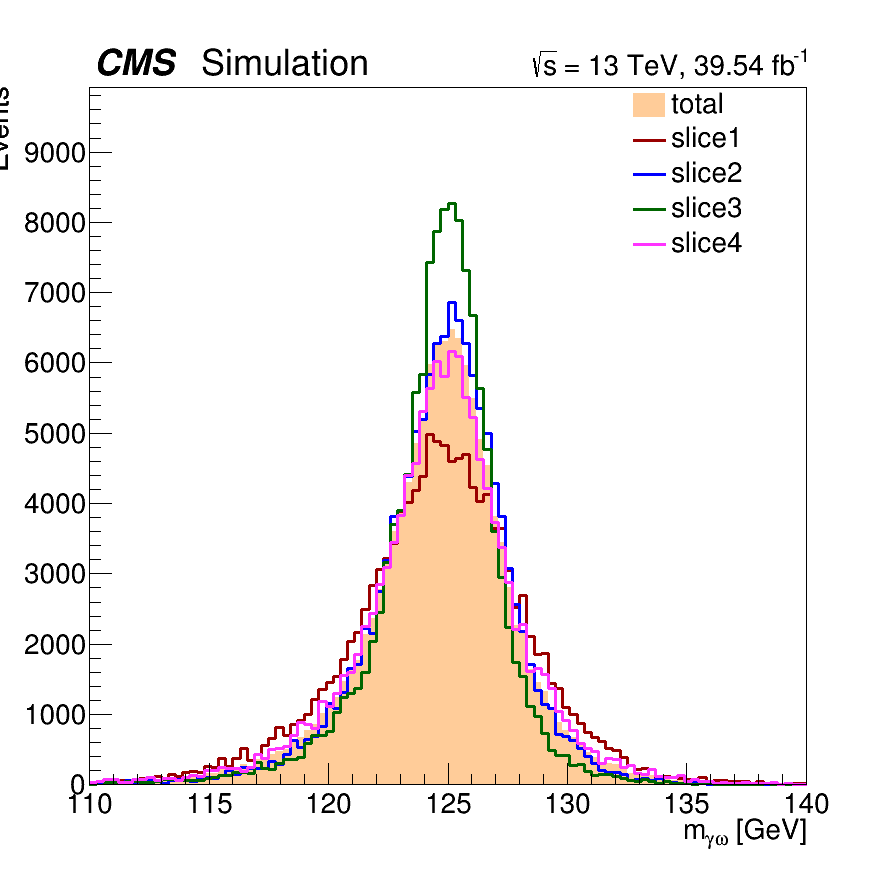 CMS Simulation
√s = 13 TeV, 39.54 fb⁻¹
Events
total
slice1
slice2
slice3
slice4
9000
8000
7000
6000
5000
4000
3000
2000
1000
0
110 115 120 125 130 135 140
m_γω [GeV]